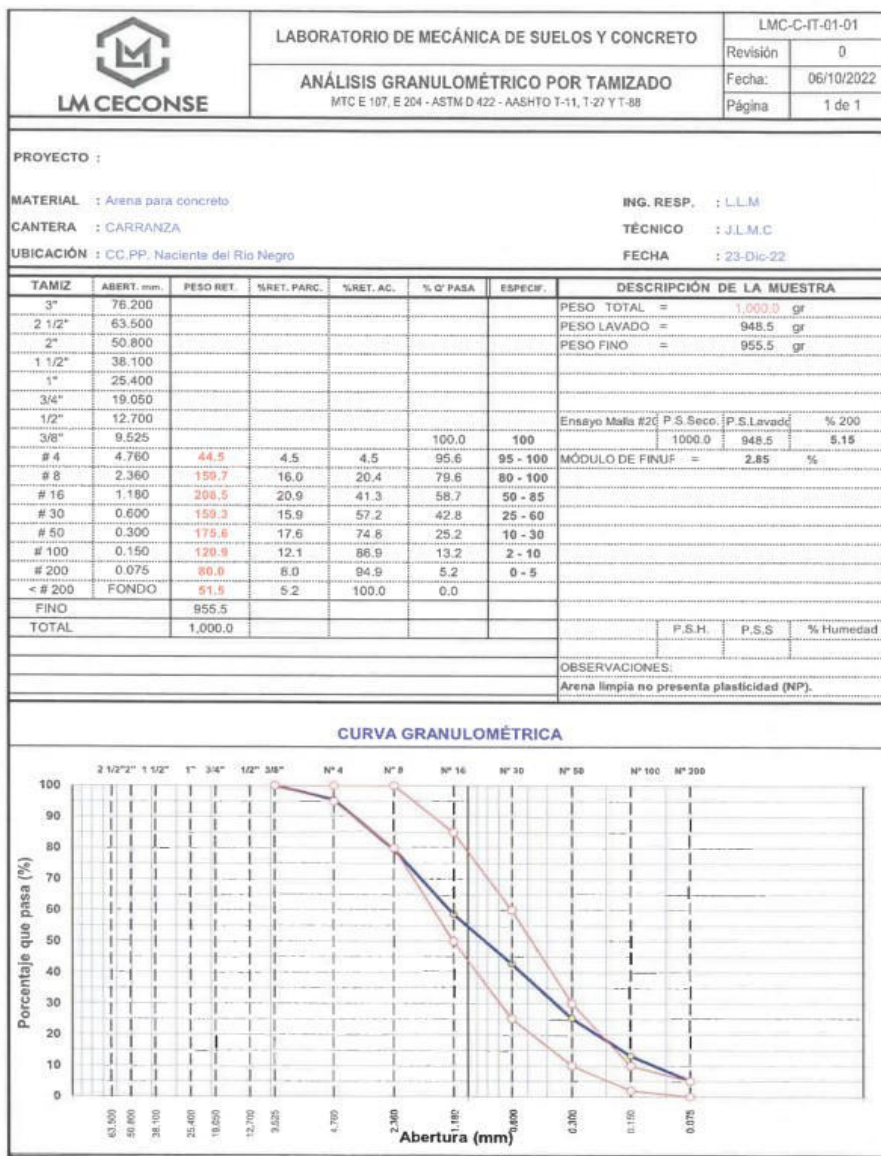 LM CECONSE
LABORATORIO DE MECÁNICA DE SUELOS Y CONCRETO
ANÁLISIS GRANULOMÉTRICO POR TAMIZADO
MTC E 107, E 204 - ASTM D 422 - AASHTO T-11, T-27 Y T-88
LMC-C-IT-01-01
Revisión 0
Fecha: 06/10/2022
Página 1 de 1
PROYECTO :
MATERIAL : Arena para concreto ING. RESP. : L.L.M
CANTERA : CARRANZA TÉCNICO : J.L.M.C
UBICACIÓN : CC.PP. Naciente del Rio Negro FECHA : 23-Dic-22
TAMIZ ABERT. mm. PESO RET. %RET. PARC. %RET. AC. % Q' PASA ESPECIF. DESCRIPCIÓN DE LA MUESTRA
3" 76.200 PESO TOTAL = 1,000.0 gr
2 1/2" 63.500 PESO LAVADO = 948.5 gr
2" 50.800 PESO FINO = 955.5 gr
1 1/2" 38.100
1" 25.400
3/4" 19.050
1/2" 12.700 Ensayo Malla #20 P.S.Seco. P.S.Lavado % 200
3/8" 9.525 100.0 100 1000.0 948.5 5.15
# 4 4.760 44.5 4.5 4.5 95.6 95 - 100 MÓDULO DE FINUF = 2.85 %
# 8 2.360 159.7 16.0 20.4 79.6 80 - 100
# 16 1.180 208.5 20.9 41.3 58.7 50 - 85
# 30 0.600 159.3 15.9 57.2 42.8 25 - 60
# 50 0.300 175.6 17.6 74.8 25.2 10 - 30
# 100 0.150 120.9 12.1 86.9 13.2 2 - 10
# 200 0.075 80.0 8.0 94.9 5.2 0 - 5
< # 200 FONDO 51.5 5.2 100.0 0.0
FINO 955.5
TOTAL 1,000.0 P.S.H. P.S.S % Humedad
OBSERVACIONES:
Arena limpia no presenta plasticidad (NP).
CURVA GRANULOMÉTRICA
2 1/2" 2" 1 1/2" 1" 3/4" 1/2" 3/8" N° 4 N° 8 N° 16 N° 30 N° 50 N° 100 N° 200
100
90
80
70
60
50
40
30
20
10
0
Porcentaje que pasa (%)
63.500 50.800 38.100 25.400 19.050 12.700 9.525 4.760 2.360 1.180 0.600 0.300 0.150 0.075
Abertura (mm)